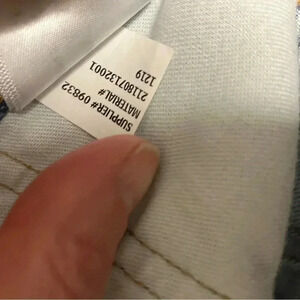 SUPPLIER# 09832
MATERIAL#
211807132001
1219